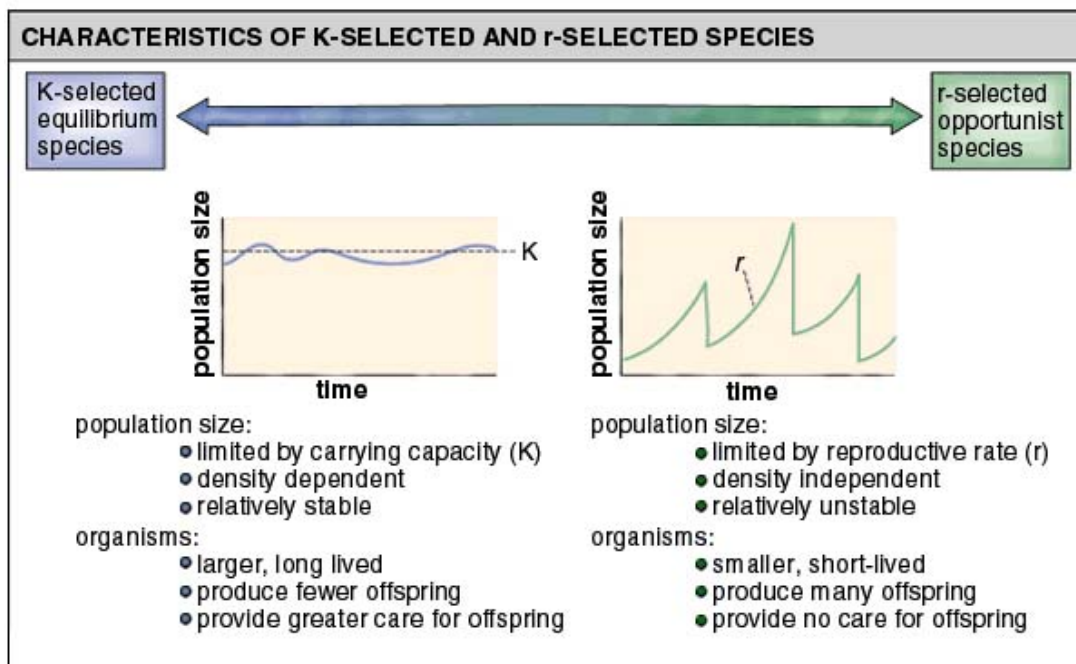 CHARACTERISTICS OF K-SELECTED AND r-SELECTED SPECIES
K-selected
equilibrium
species
r-selected
opportunist
species
population size
K
time
population size
r
time
population size:
limited by carrying capacity (K)
density dependent
relatively stable
organisms:
larger, long lived
produce fewer offspring
provide greater care for offspring
population size:
limited by reproductive rate (r)
density independent
relatively unstable
organisms:
smaller, short-lived
produce many offspring
provide no care for offspring